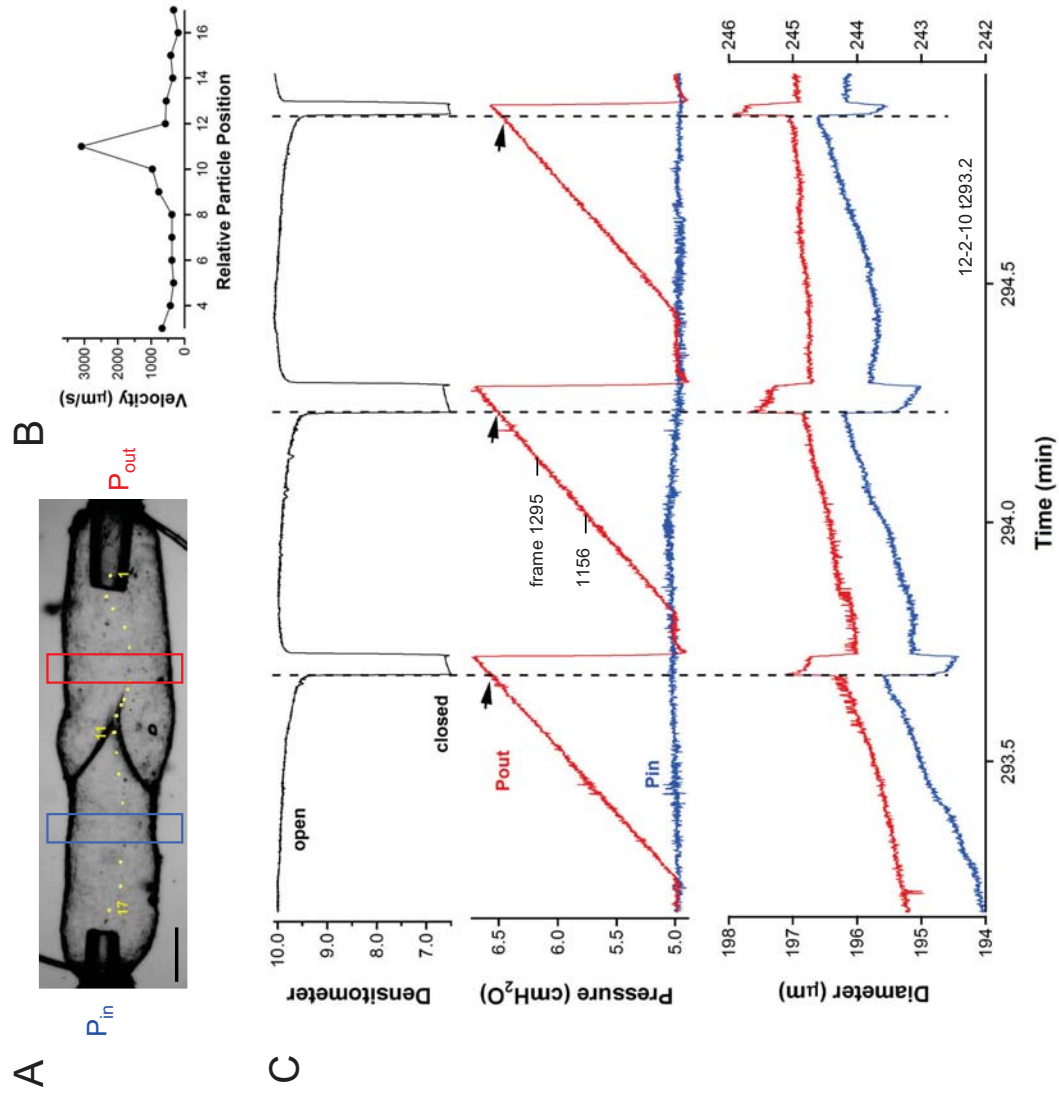 A
P_in
P_out
17
11
1
B
Velocity (μm/s)
3000
2000
1000
0
4
6
8
10
12
14
16
Relative Particle Position
C
Densitometer
10.0
9.0
8.0
7.0
open
closed
Pressure (cmH₂O)
6.5
6.0
5.5
5.0
Pout
Pin
frame 1295
1156
Diameter (μm)
198
197
196
195
194
246
245
244
243
242
12-2-10 t293.2
293.5
294.0
294.5
Time (min)